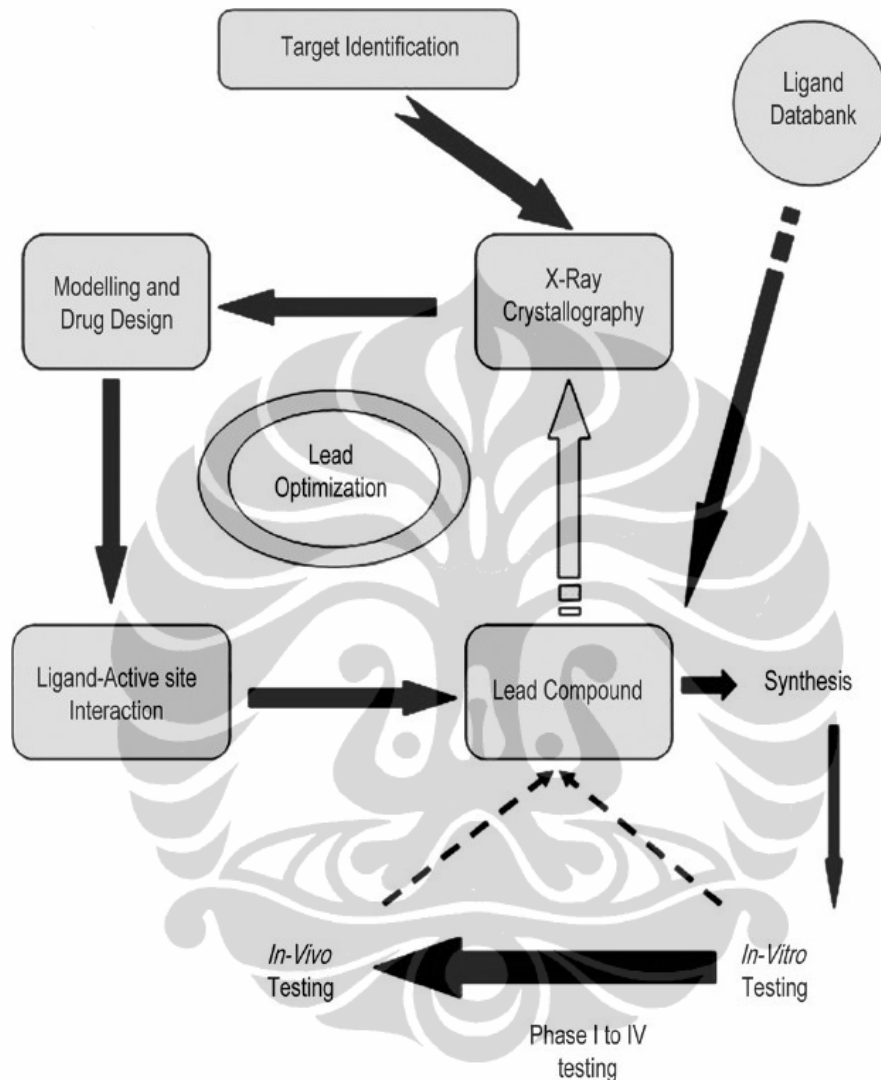 Target Identification
Ligand
Databank
X-Ray
Crystallography
Modelling and
Drug Design
Lead
Optimization
Ligand-Active site
Interaction
Lead Compound
Synthesis
In-Vivo
Testing
In-Vitro
Testing
Phase I to IV
testing